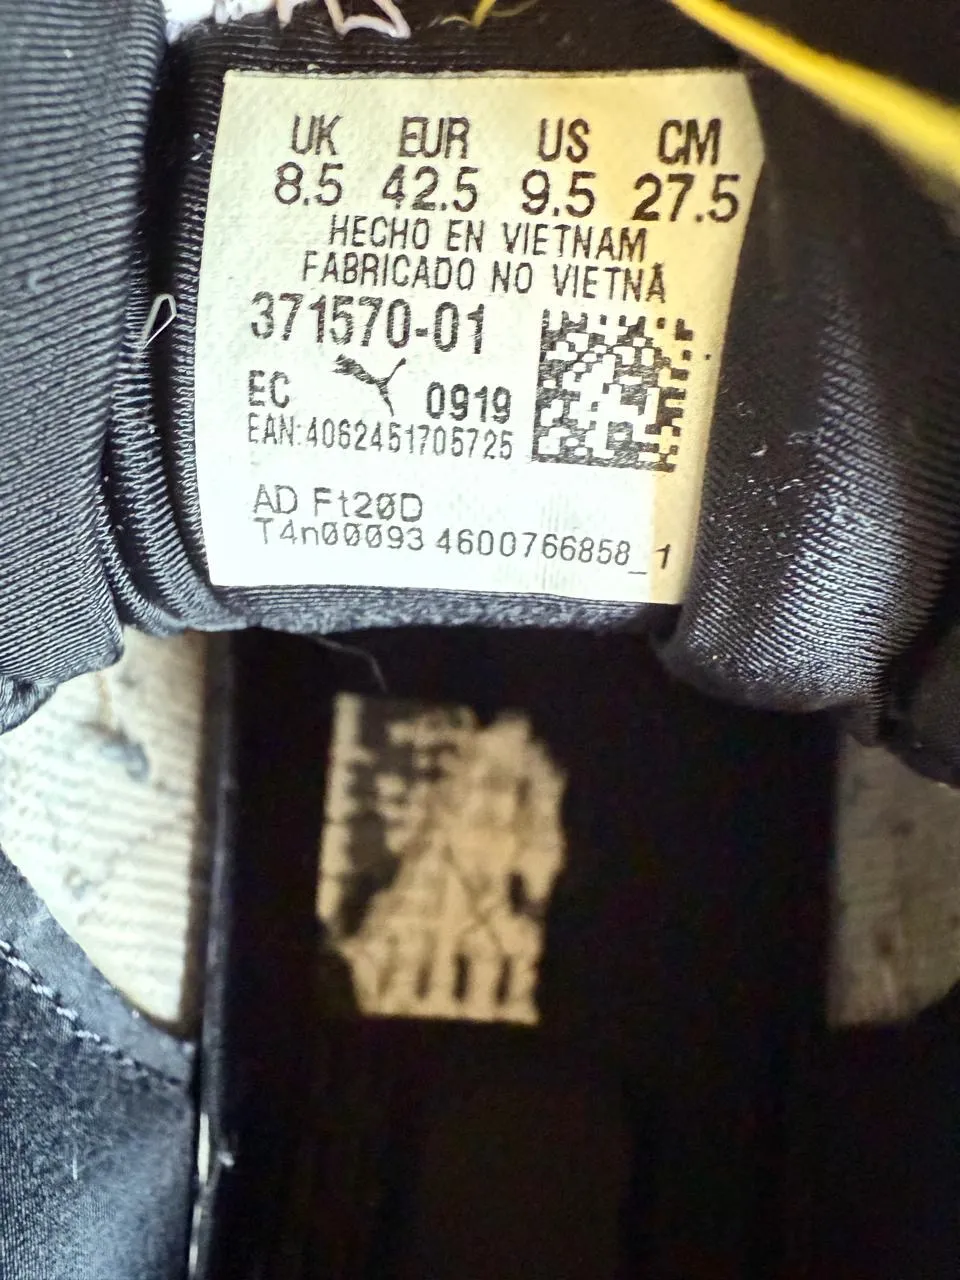 UK EUR US CM
8.5 42.5 9.5 27.5
HECHO EN VIETNAM
FABRICADO NO VIETNÃ
371570-01
EC 0919
EAN:4062451705725
AD Ft20D
T4n00093 4600766858_1